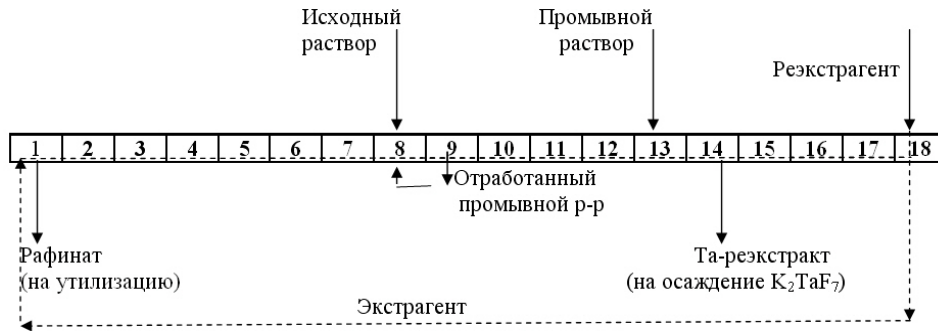 Исходный
раствор
Промывной
раствор
Реэкстрагент
1 2 3 4 5 6 7 8 9 10 11 12 13 14 15 16 17 18
Отработанный
промывной р-р
Рафинат
(на утилизацию)
Та-реэкстракт
(на осаждение K₂TaF₇)
Экстрагент